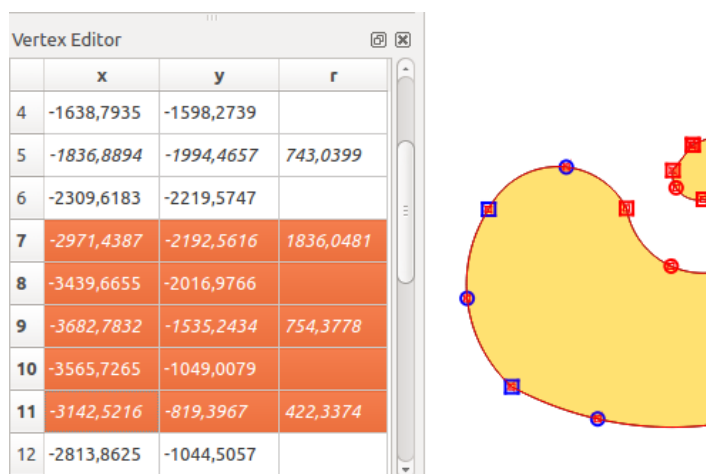 Vertex Editor
x y r
4 -1638,7935 -1598,2739
5 -1836,8894 -1994,4657 743,0399
6 -2309,6183 -2219,5747
7 -2971,4387 -2192,5616 1836,0481
8 -3439,6655 -2016,9766
9 -3682,7832 -1535,2434 754,3778
10 -3565,7265 -1049,0079
11 -3142,5216 -819,3967 422,3374
12 -2813,8625 -1044,5057